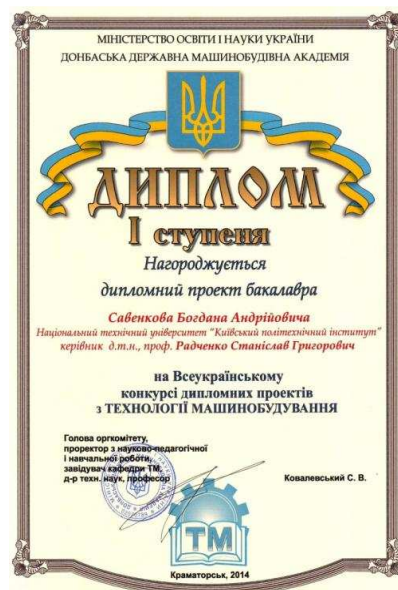 МІНІСТЕРСТВО ОСВІТИ І НАУКИ УКРАЇНИ
ДОНБАСЬКА ДЕРЖАВНА МАШИНОБУДІВНА АКАДЕМІЯ
ДИПЛОМ
І ступеня
Нагороджується
дипломний проект бакалавра
Савенкова Богдана Андрійовича
Національний технічний університет "Київський політехнічний інститут"
керівник д.т.н., проф. Радченко Станіслав Григорович
на Всеукраїнському
конкурсі дипломних проектів
з ТЕХНОЛОГІЇ МАШИНОБУДУВАННЯ
Голова оргкомітету,
проректор з науково-педагогічної
і навчальної роботи,
завідувач кафедри ТМ,
д-р техн. наук, професор
Ковалевський С. В.
ТМ
Краматорськ, 2014